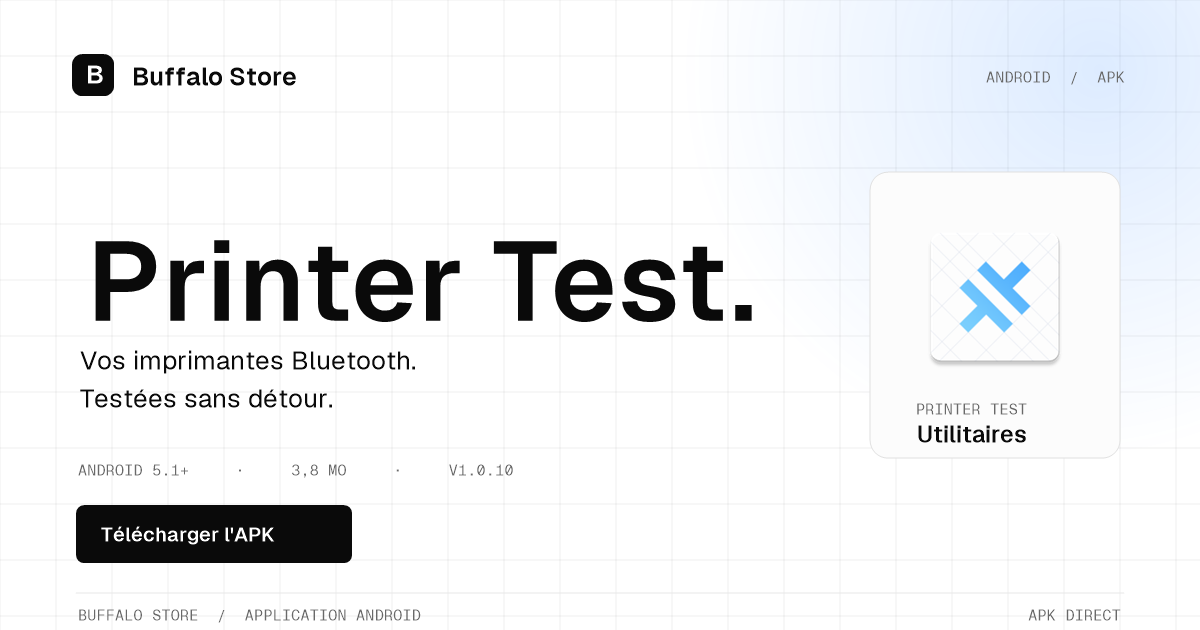 B Buffalo Store
ANDROID / APK
Printer Test.
Vos imprimantes Bluetooth.
Testées sans détour.
ANDROID 5.1+ · 3,8 MO · V1.0.10
Télécharger l'APK
PRINTER TEST
Utilitaires
BUFFALO STORE / APPLICATION ANDROID
APK DIRECT